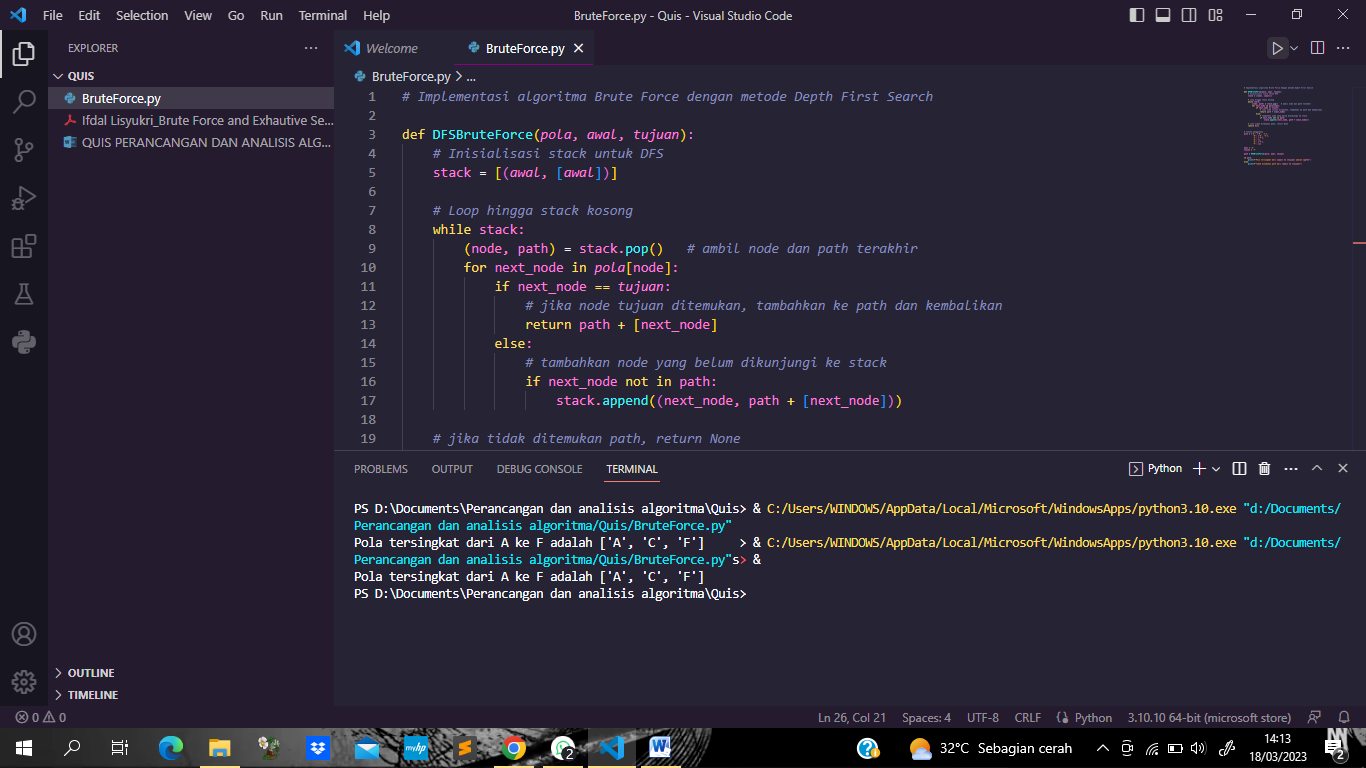 File Edit Selection View Go Run Terminal Help
BruteForce.py - Quis - Visual Studio Code
EXPLORER
QUIS
BruteForce.py
Ifdal Lisyukri_Brute Force and Exhautive Se...
QUIS PERANCANGAN DAN ANALISIS ALG...
OUTLINE
TIMELINE
Welcome
BruteForce.py
BruteForce.py > ...
1 # Implementasi algoritma Brute Force dengan metode Depth First Search
2
3 def DFSBruteForce(pola, awal, tujuan):
4 # Inisialisasi stack untuk DFS
5 stack = [(awal, [awal])]
6
7 # Loop hingga stack kosong
8 while stack:
9 (node, path) = stack.pop() # ambil node dan path terakhir
10 for next_node in pola[node]:
11 if next_node == tujuan:
12 # jika node tujuan ditemukan, tambahkan ke path dan kembalikan
13 return path + [next_node]
14 else:
15 # tambahkan node yang belum dikunjungi ke stack
16 if next_node not in path:
17 stack.append((next_node, path + [next_node]))
18
19 # jika tidak ditemukan path, return None
PROBLEMS OUTPUT DEBUG CONSOLE TERMINAL
Python
PS D:\Documents\Perancangan dan analisis algoritma\Quis> & C:/Users/WINDOWS/AppData/Local/Microsoft/WindowsApps/python3.10.exe "d:/Documents/
Perancangan dan analisis algoritma/Quis/BruteForce.py"
Pola tersingkat dari A ke F adalah ['A', 'C', 'F'] > & C:/Users/WINDOWS/AppData/Local/Microsoft/WindowsApps/python3.10.exe "d:/Documents/
Perancangan dan analisis algoritma/Quis/BruteForce.py"s> &
Pola tersingkat dari A ke F adalah ['A', 'C', 'F']
PS D:\Documents\Perancangan dan analisis algoritma\Quis>
0 0
Ln 26, Col 21 Spaces: 4 UTF-8 CRLF Python 3.10.10 64-bit (microsoft store)
myhp
2
32°C Sebagian cerah
14:13
18/03/2023
2